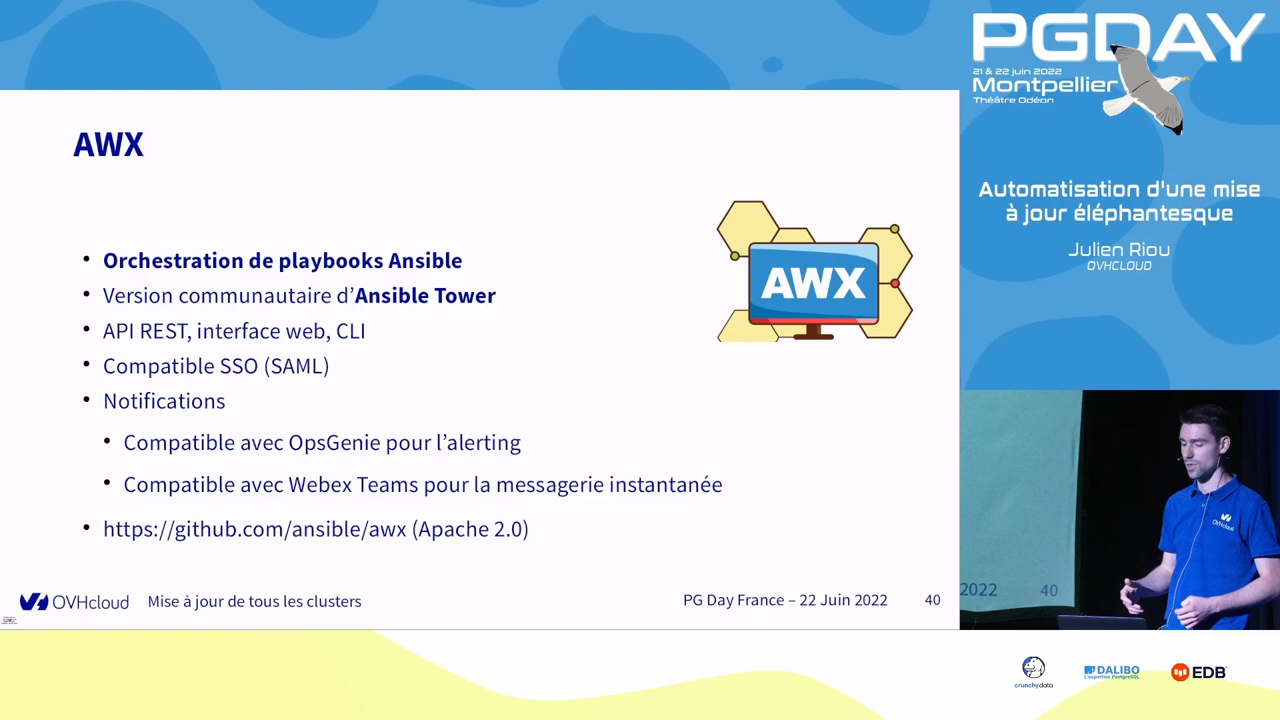 AWX
Orchestration de playbooks Ansible
Version communautaire d’Ansible Tower
API REST, interface web, CLI
Compatible SSO (SAML)
Notifications
Compatible avec OpsGenie pour l’alerting
Compatible avec Webex Teams pour la messagerie instantanée
https://github.com/ansible/awx (Apache 2.0)
AWX
OVHcloud
Mise à jour de tous les clusters
PG Day France – 22 Juin 2022
40
PGDAY
21 & 22 juin 2022
Montpellier
Théâtre Odéon
Automatisation d'une mise
à jour éléphantesque
Julien Riou
OVHCLOUD
OVHcloud
2022
40
crunchydata
DALIBO
L'expertise PostgreSQL
EDB